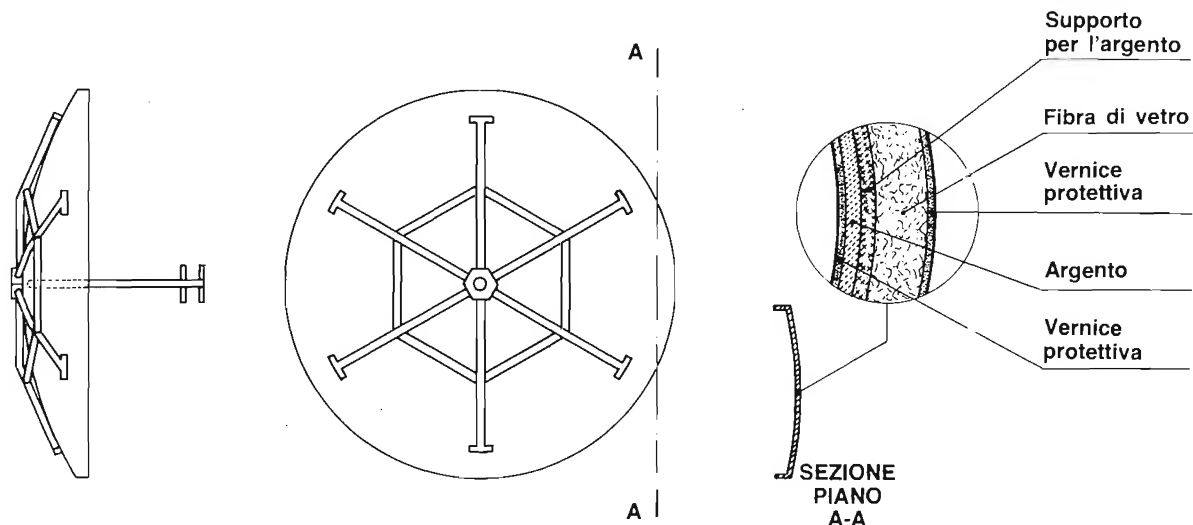 A
A
Supporto
per l'argento
Fibra di vetro
Vernice
protettiva
Argento
Vernice
protettiva
SEZIONE
PIANO
A-A